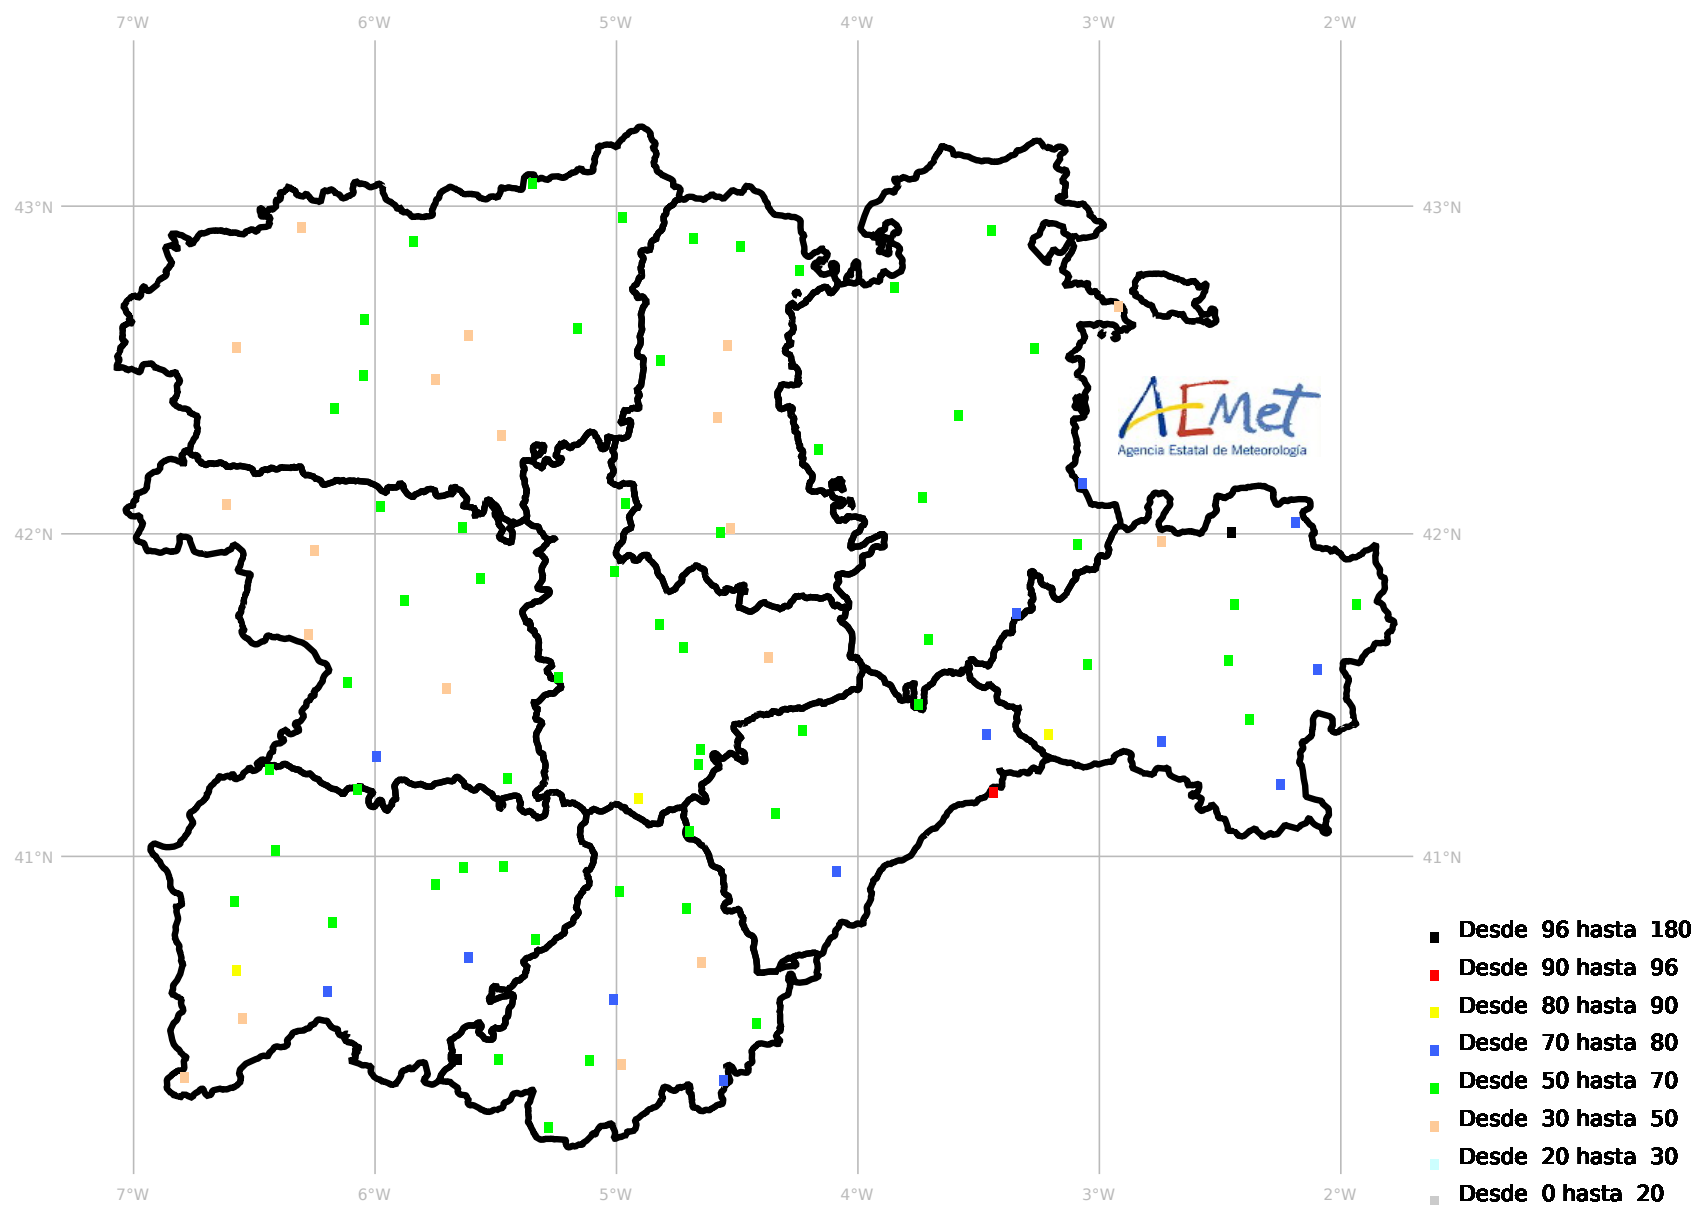 7°W 6°W 5°W 4°W 3°W 2°W
43°N 43°N
AEMet
Agencia Estatal de Meteorología
42°N 42°N
41°N 41°N
Desde 96 hasta 180
Desde 90 hasta 96
Desde 80 hasta 90
Desde 70 hasta 80
Desde 50 hasta 70
Desde 30 hasta 50
Desde 20 hasta 30
Desde 0 hasta 20
7°W 6°W 5°W 4°W 3°W 2°W